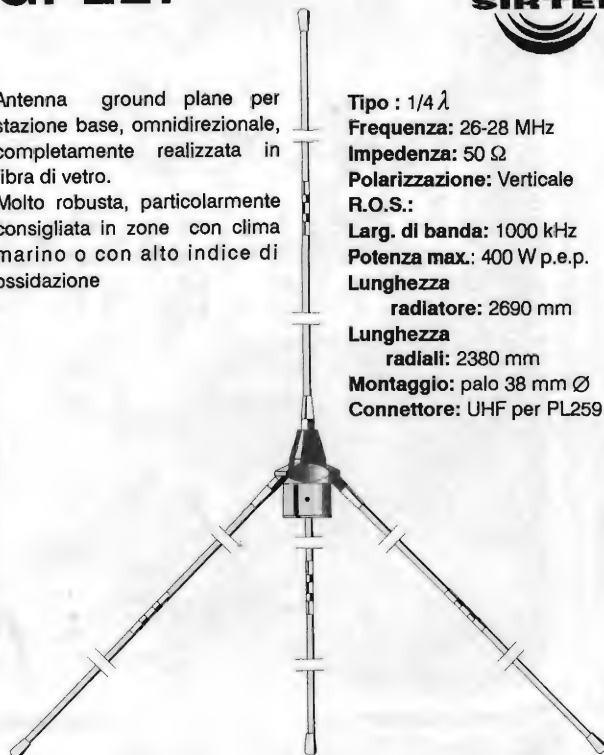 SIRTEL
Antenna ground plane per
stazione base, omnidirezionale,
completamente realizzata in
fibra di vetro.
Molto robusta, particolarmente
consigliata in zone con clima
marino o con alto indice di
ossidazione
Tipo : 1/4 λ
Frequenza: 26-28 MHz
Impedenza: 50 Ω
Polarizzazione: Verticale
R.O.S.:
Larg. di banda: 1000 kHz
Potenza max.: 400 W p.e.p.
Lunghezza
radiatore: 2690 mm
Lunghezza
radiali: 2380 mm
Montaggio: palo 38 mm Ø
Connettore: UHF per PL259